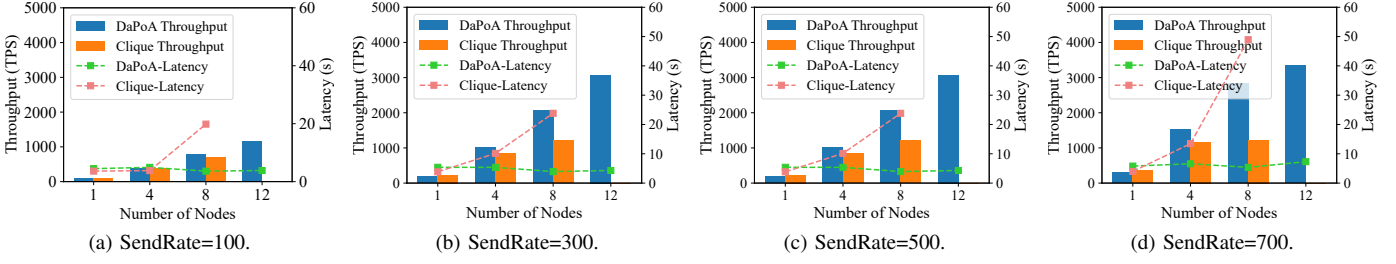 5000
4000
3000
2000
1000
0
Throughput (TPS)
DaPoA Throughput
Clique Throughput
DaPoA-Latency
Clique-Latency
60
40
20
0
Latency (s)
1 4 8 12
Number of Nodes
(a) SendRate=100.
5000
4000
3000
2000
1000
0
Throughput (TPS)
DaPoA Throughput
Clique Throughput
DaPoA-Latency
Clique-Latency
60
50
40
30
20
10
0
Latency (s)
1 4 8 12
Number of Nodes
(b) SendRate=300.
5000
4000
3000
2000
1000
0
Throughput (TPS)
DaPoA Throughput
Clique Throughput
DaPoA-Latency
Clique-Latency
60
50
40
30
20
10
0
Latency (s)
1 4 8 12
Number of Nodes
(c) SendRate=500.
5000
4000
3000
2000
1000
0
Throughput (TPS)
DaPoA Throughput
Clique Throughput
DaPoA-Latency
Clique-Latency
60
50
40
30
20
10
0
Latency (s)
1 4 8 12
Number of Nodes
(d) SendRate=700.